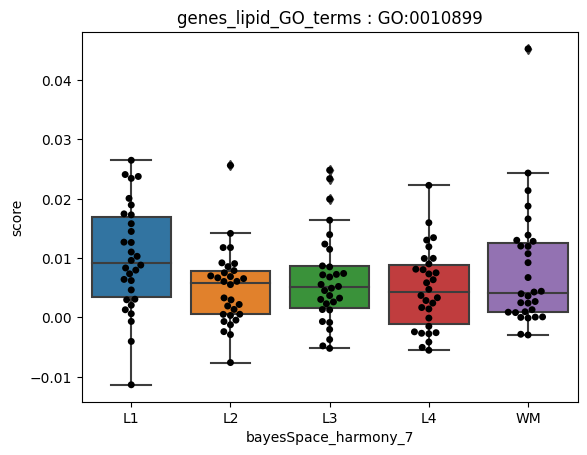 genes_lipid_GO_terms : GO:0010899
score
0.04
0.03
0.02
0.01
0.00
−0.01
L1 L2 L3 L4 WM
bayesSpace_harmony_7